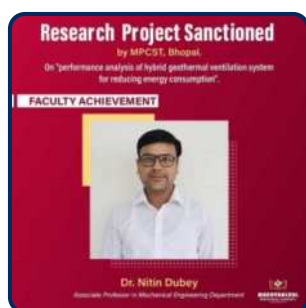 Research Project Sanctioned
by MPCST, Bhopal,
On "performance analysis of hybrid geothermal ventilation system
for reducing energy consumption".
FACULTY ACHIEVEMENT
Dr. Nitin Dubey
Associate Professor in Mechanical Engineering Department